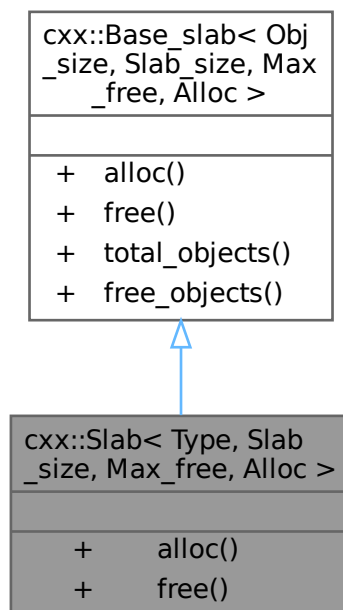 cxx::Base_slab< Obj
_size, Slab_size, Max
_free, Alloc >
+ alloc()
+ free()
+ total_objects()
+ free_objects()
cxx::Slab< Type, Slab
_size, Max_free, Alloc >
+ alloc()
+ free()